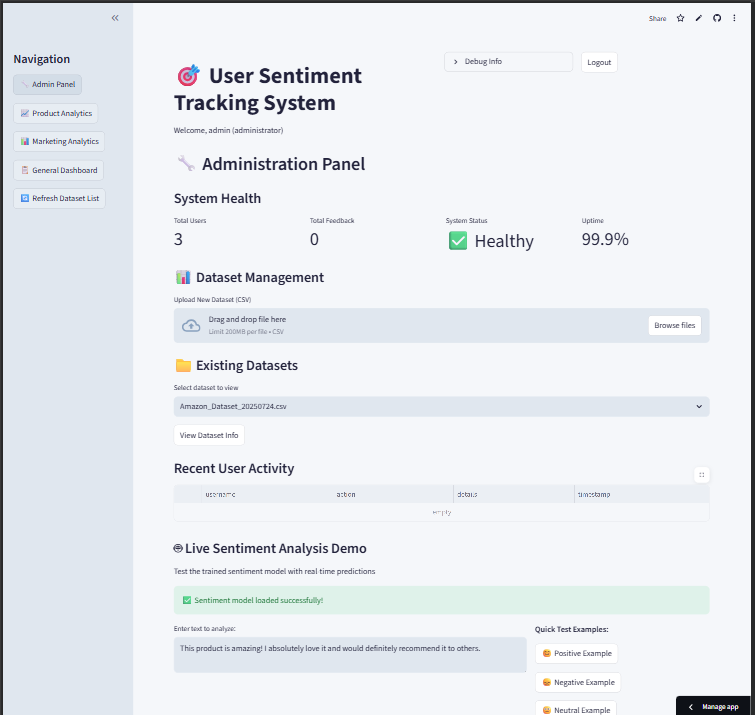 Share
Navigation
Admin Panel
Product Analytics
Marketing Analytics
General Dashboard
Refresh Dataset List
Debug Info
Logout
User Sentiment
Tracking System
Welcome, admin (administrator)
Administration Panel
System Health
Total Users
3
Total Feedback
0
System Status
Healthy
Uptime
99.9%
Dataset Management
Upload New Dataset (CSV)
Drag and drop file here
Limit 200MB per file • CSV
Browse files
Existing Datasets
Select dataset to view
Amazon_Dataset_20250724.csv
View Dataset Info
Recent User Activity
username action details timestamp
empty
Live Sentiment Analysis Demo
Test the trained sentiment model with real-time predictions
Sentiment model loaded successfully!
Enter text to analyze:
This product is amazing! I absolutely love it and would definitely recommend it to others.
Quick Test Examples:
Positive Example
Negative Example
Neutral Example
Manage app